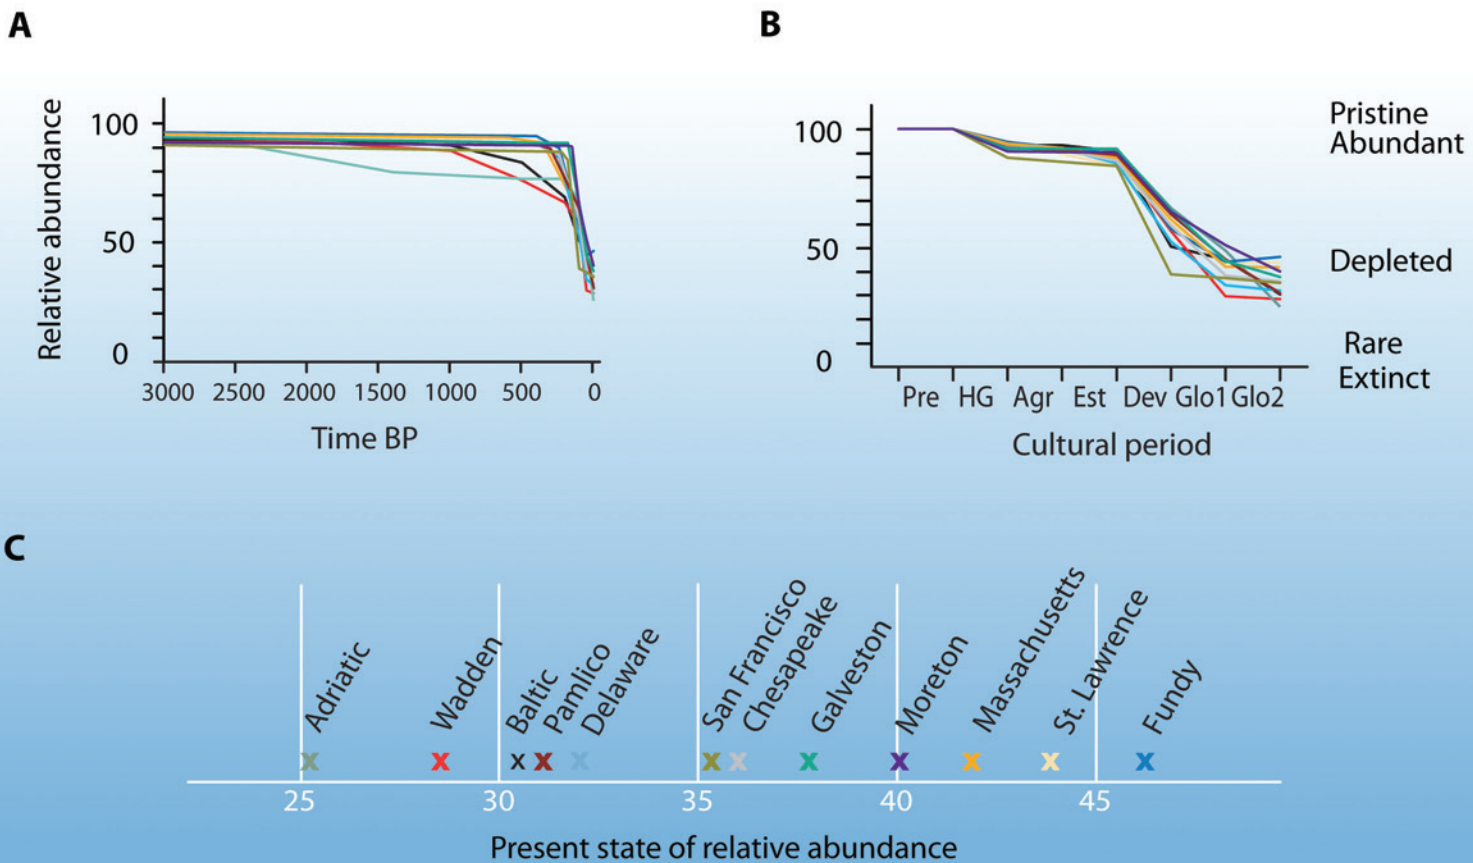 A
Relative abundance
100
50
0
3000 2500 2000 1500 1000 500 0
Time BP
B
100
50
0
Pre HG Agr Est Dev Glo1 Glo2
Cultural period
Pristine
Abundant
Depleted
Rare
Extinct
C
Adriatic
Wadden
Baltic
Pamlico
Delaware
San Francisco
Chesapeake
Galveston
Moreton
Massachusetts
St. Lawrence
Fundy
x x x x x x x x x x x x
25 30 35 40 45
Present state of relative abundance